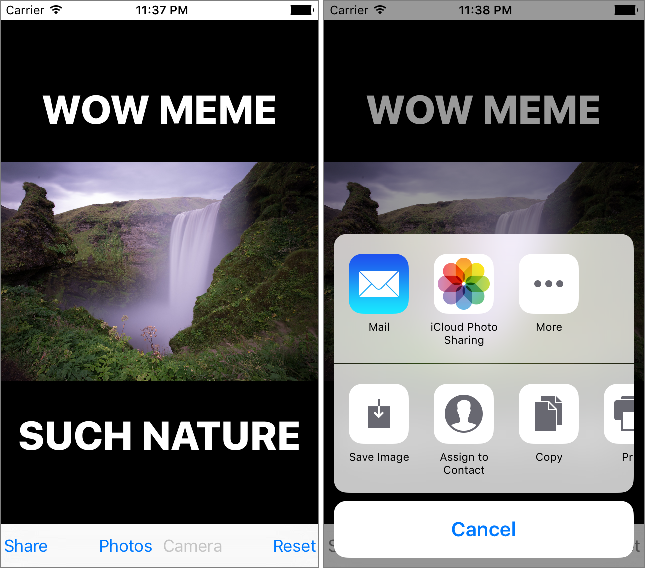 Carrier 11:37 PM
WOW MEME
SUCH NATURE
Share Photos Camera Reset
Carrier 11:38 PM
WOW MEME
Mail iCloud Photo More
Sharing
Save Image Assign to Copy Pr
Contact
Cancel